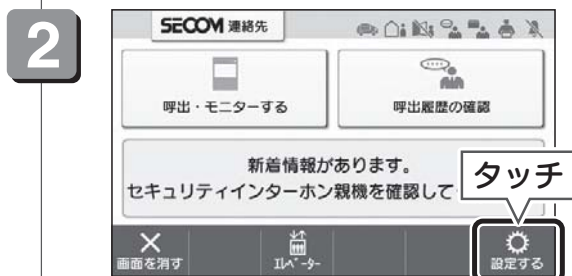 2
SECOM 連絡先
呼出・モニターする
呼出履歴の確認
新着情報があります。
セキュリティインターホン親機を確認して
タッチ
画面を消す
エレベーター
設定する